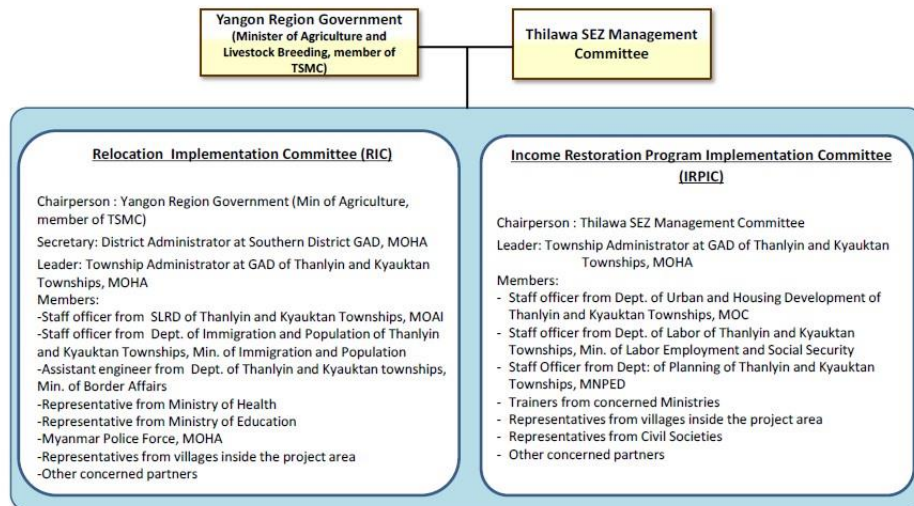 Yangon Region Government
(Minister of Agriculture and
Livestock Breeding, member of
TSMC)
Thilawa SEZ Management
Committee
Relocation Implementation Committee (RIC)
Chairperson : Yangon Region Government (Min of Agriculture,
member of TSMC)
Secretary: District Administrator at Southern District GAD, MOHA
Leader: Township Administrator at GAD of Thanlyin and Kyauktan
Townships, MOHA
Members:
-Staff officer from SLRD of Thanlyin and Kyauktan Townships, MOAI
-Staff officer from Dept. of Immigration and Population of Thanlyin
and Kyauktan Townships, Min. of Immigration and Population
-Assistant engineer from Dept. of Thanlyin and Kyauktan townships,
Min. of Border Affairs
-Representative from Ministry of Health
-Representative from Ministry of Education
-Myanmar Police Force, MOHA
-Representatives from villages inside the project area
-Other concerned partners
Income Restoration Program Implementation Committee
(IRPIC)
Chairperson : Thilawa SEZ Management Committee
Leader: Township Administrator at GAD of Thanlyin and Kyauktan
Townships, MOHA
Members:
- Staff officer from Dept. of Urban and Housing Development of
Thanlyin and Kyauktan Townships, MOC
- Staff officer from Dept. of Labor of Thanlyin and Kyauktan
Townships, Min. of Labor Employment and Social Security
- Staff Officer from Dept: of Planning of Thanlyin and Kyauktan
Townships, MNPED
- Trainers from concerned Ministries
- Representatives from villages inside the project area
- Representatives from Civil Societies
- Other concerned partners